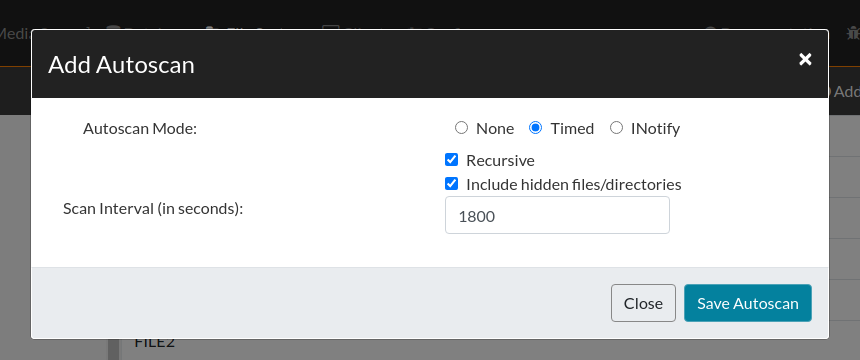 Add Autoscan
×
Add
Autoscan Mode:
None
Timed
INotify
Recursive
Include hidden files/directories
Scan Interval (in seconds):
1800
Close
Save Autoscan
FILE2